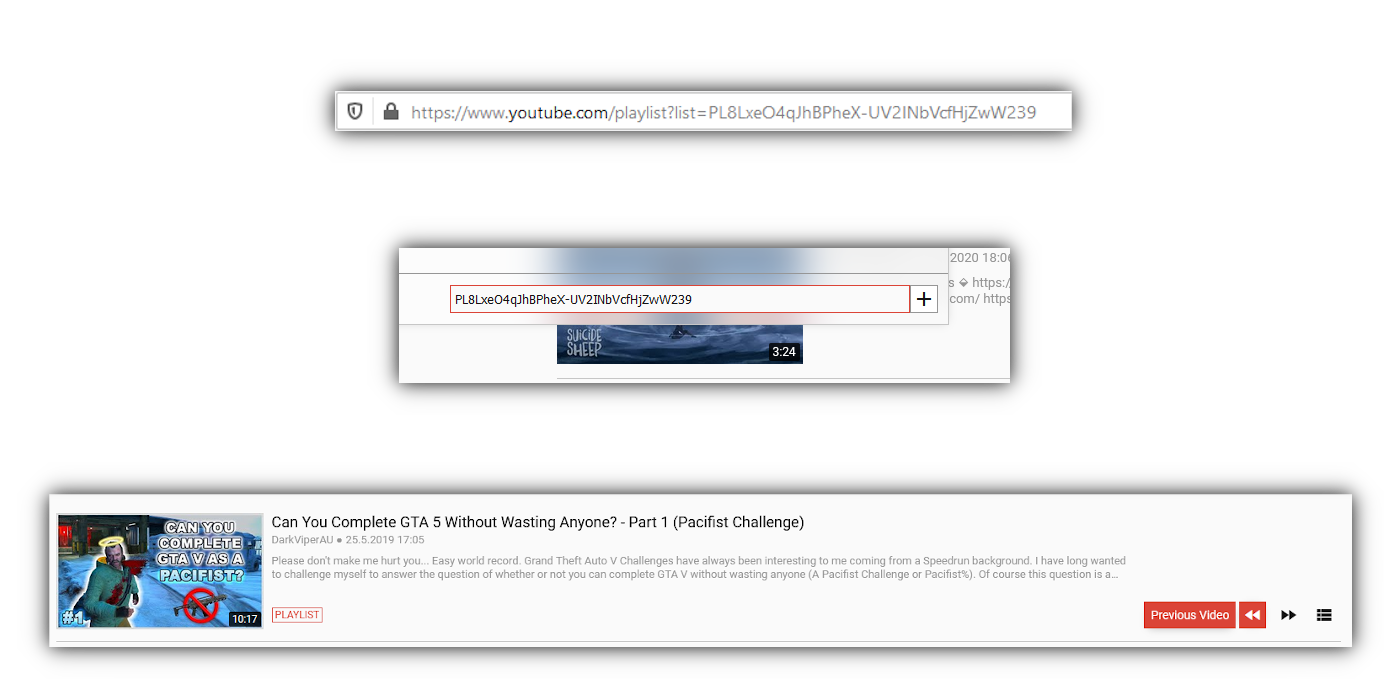 https://www.youtube.com/playlist?list=PL8LxeO4qJhBPheX-UV2INbVcfHjZwW239
2020 18:06
PL8LxeO4qJhBPheX-UV2INbVcfHjZwW239
+
s ⬙ https:/
com/ https
SUICIDE
SHEEP
3:24
CAN YOU
COMPLETE
GTA V AS A
PACIFIST?
#1
10:17
Can You Complete GTA 5 Without Wasting Anyone? - Part 1 (Pacifist Challenge)
DarkViperAU ● 25.5.2019 17:05
Please don't make me hurt you... Easy world record. Grand Theft Auto V Challenges have always been interesting to me coming from a Speedrun background. I have long wanted
to challenge myself to answer the question of whether or not you can complete GTA V without wasting anyone (A Pacifist Challenge or Pacifist%). Of course this question is a...
PLAYLIST
Previous Video